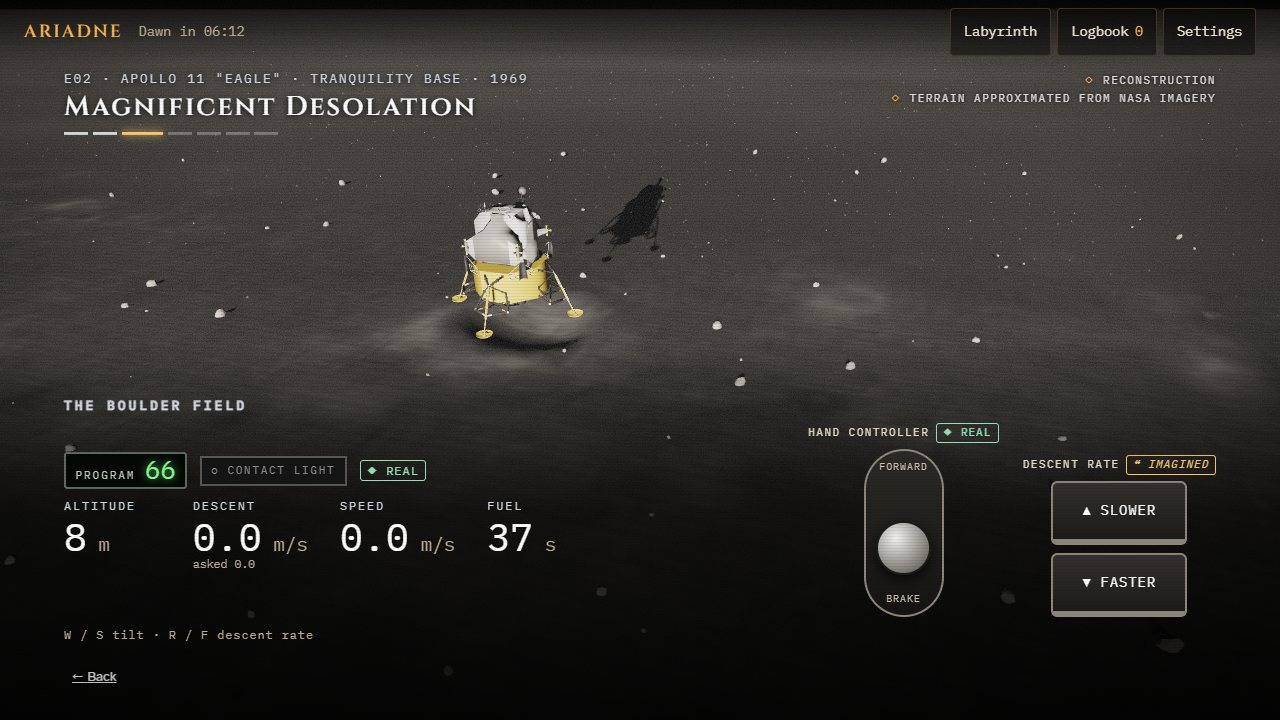 ARIADNE Dawn in 06:12 Labyrinth Logbook 0 Settings
E02 · APOLLO 11 "EAGLE" · TRANQUILITY BASE · 1969
MAGNIFICENT DESOLATION
◇ RECONSTRUCTION
◇ TERRAIN APPROXIMATED FROM NASA IMAGERY
THE BOULDER FIELD
PROGRAM 66 ○ CONTACT LIGHT ◆ REAL
ALTITUDE DESCENT SPEED FUEL
8 m 0.0 m/s 0.0 m/s 37 s
asked 0.0
HAND CONTROLLER ◆ REAL
FORWARD
BRAKE
DESCENT RATE ❝ IMAGINED
▲ SLOWER
▼ FASTER
W / S tilt · R / F descent rate
← Back